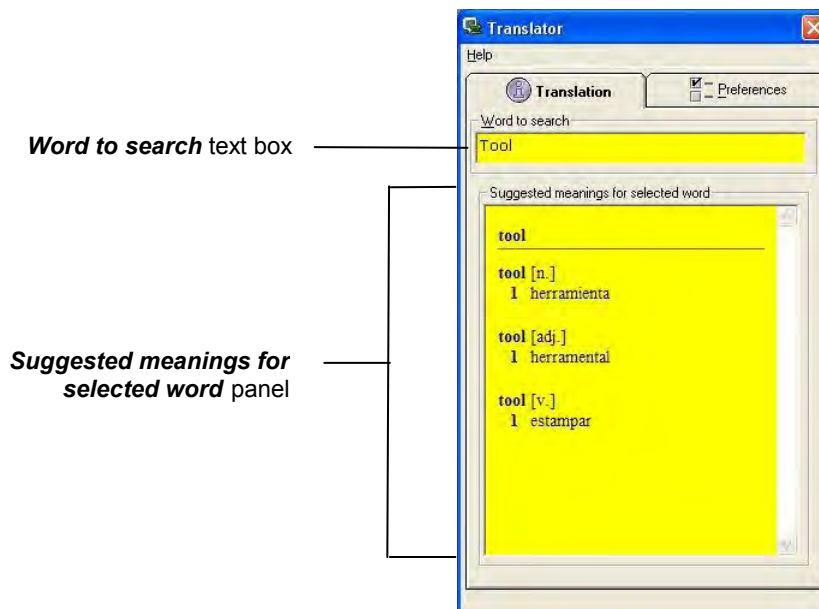 Translator
Help
Translation
Preferences
Word to search
Word to search text box
Tool
Suggested meanings for selected word
tool
tool [n.]
1 herramienta
tool [adj.]
1 herramental
tool [v.]
1 estampar
Suggested meanings for
selected word panel